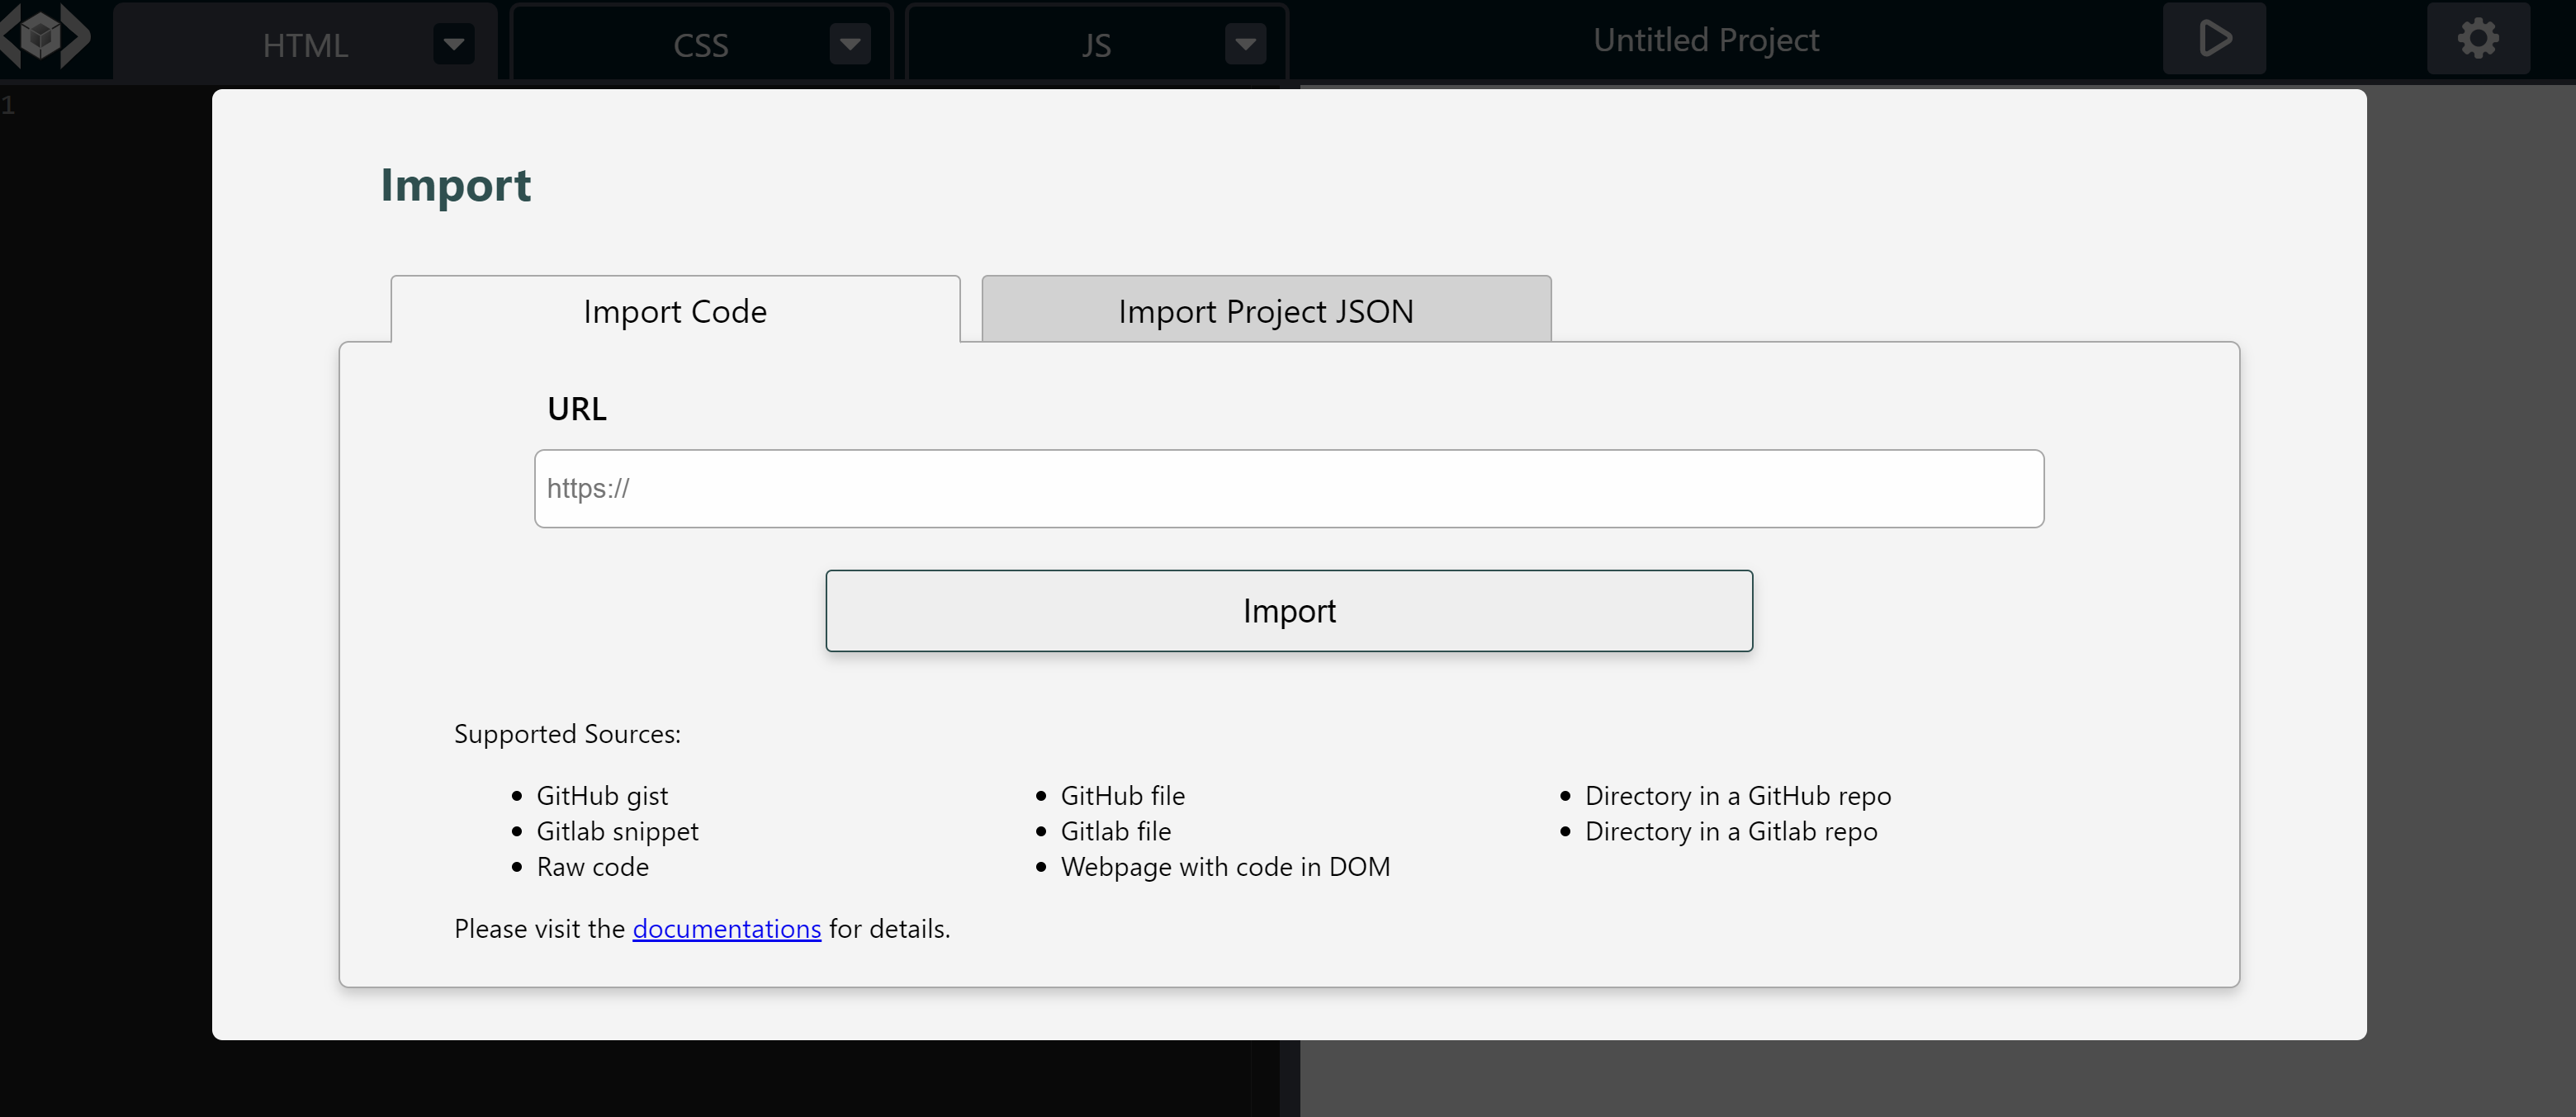 HTML
CSS
JS
Untitled Project
1
Import
Import Code
Import Project JSON
URL
https://
Import
Supported Sources:
GitHub gist
Gitlab snippet
Raw code
GitHub file
Gitlab file
Webpage with code in DOM
Directory in a GitHub repo
Directory in a Gitlab repo
Please visit the documentations for details.